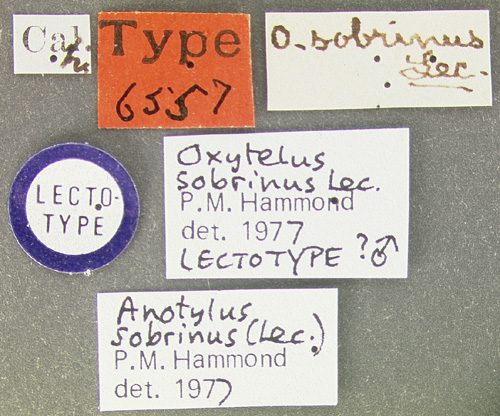 Cal.
Type
6557
O. sobrinus
Lec.
LECTO-
TYPE
Oxytelus
sobrinus Lec.
P.M. Hammond
det. 1977
LECTOTYPE ?♂
Anotylus
sobrinus (Lec.)
P.M. Hammond
det. 1977